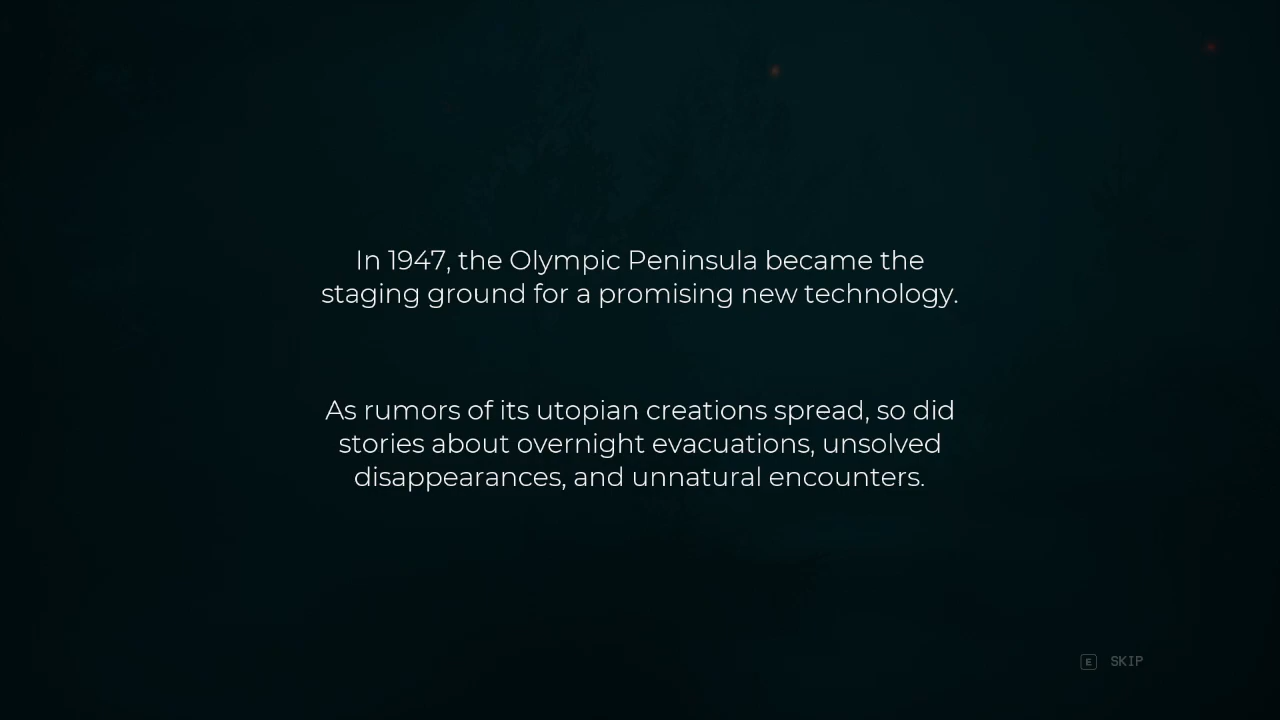 In 1947, the Olympic Peninsula became the
staging ground for a promising new technology.
As rumors of its utopian creations spread, so did
stories about overnight evacuations, unsolved
disappearances, and unnatural encounters.
E SKIP